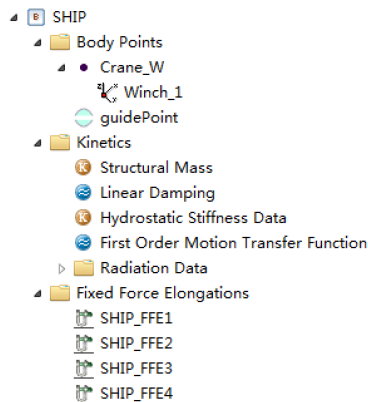 SHIP
Body Points
Crane_W
Winch_1
guidePoint
Kinetics
Structural Mass
Linear Damping
Hydrostatic Stiffness Data
First Order Motion Transfer Function
Radiation Data
Fixed Force Elongations
SHIP_FFE1
SHIP_FFE2
SHIP_FFE3
SHIP_FFE4